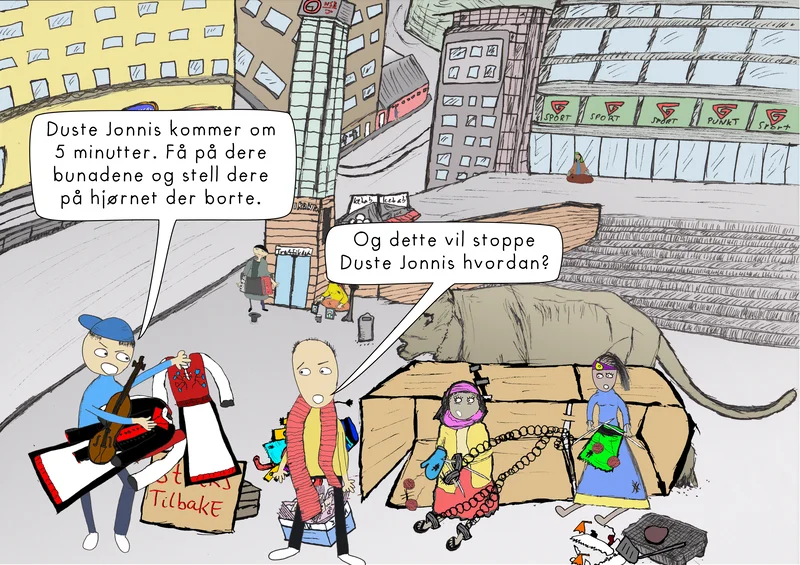 NSB
Duste Jonnis kommer om
5 minutter. Få på dere
bunadene og stell dere
på hjørnet der borte.
SPORT
SPORT
SPORT
PUNKT
Sport
kebab kebab
Og dette vil stoppe
Duste Jonnis hvordan?
TilbakE